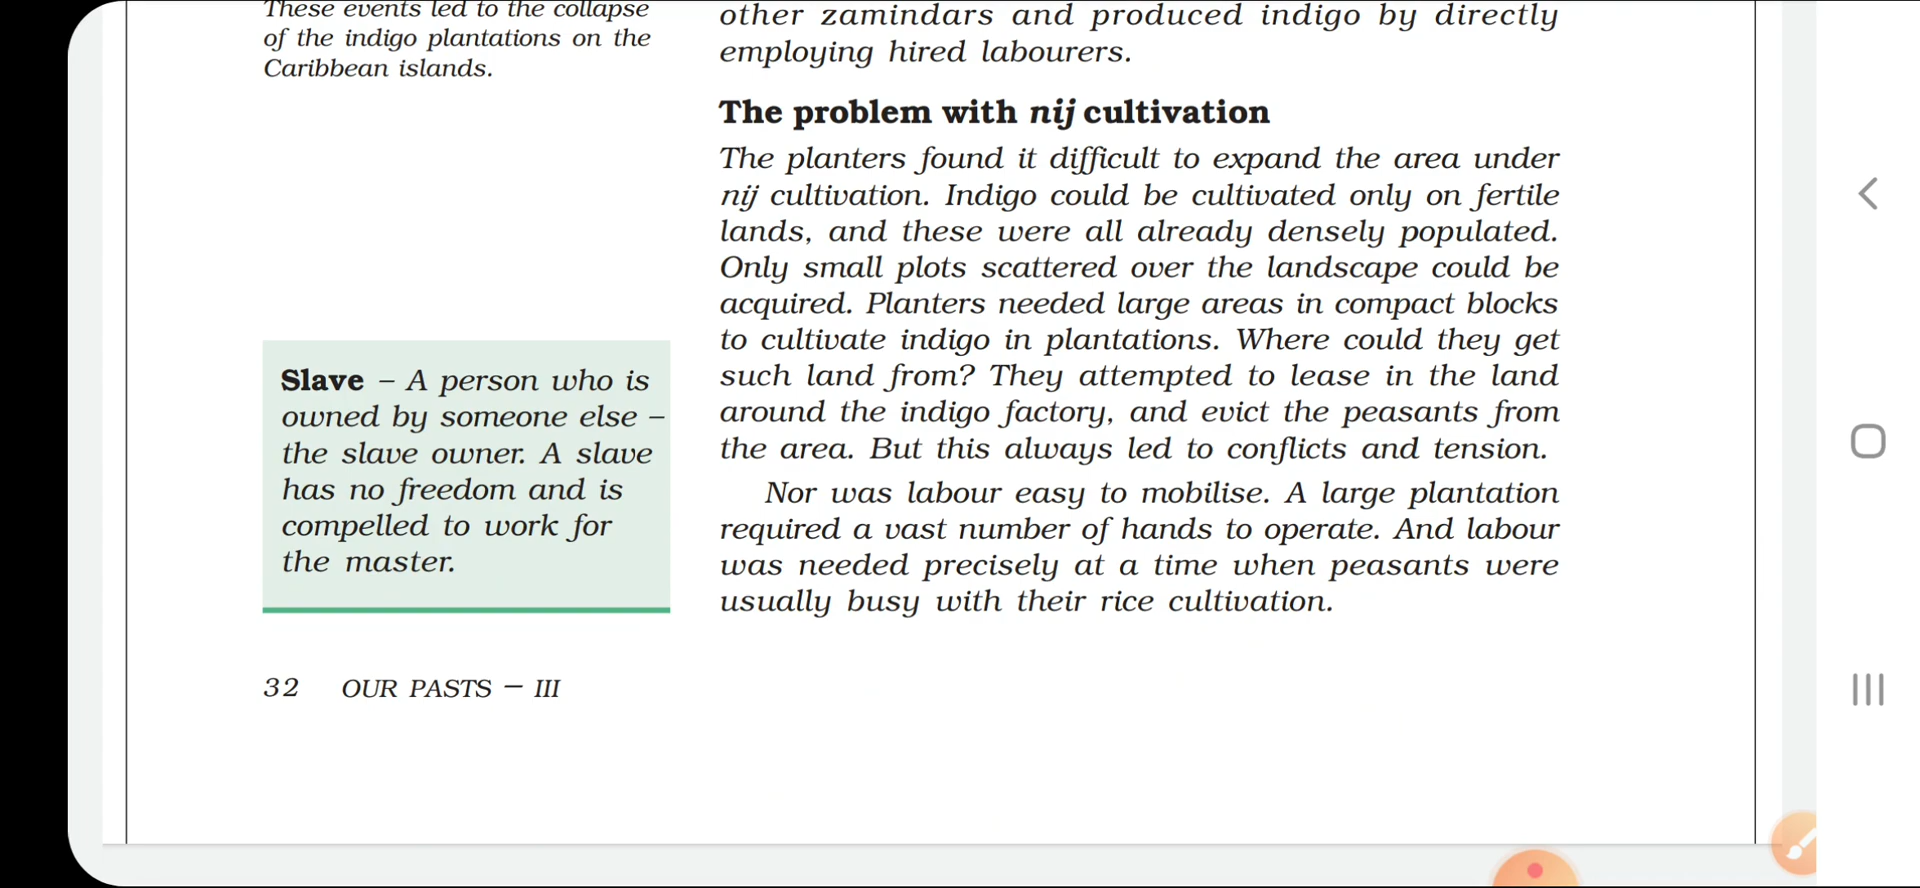 These events led to the collapse
of the indigo plantations on the
Caribbean islands.
Slave – A person who is
owned by someone else –
the slave owner. A slave
has no freedom and is
compelled to work for
the master.
other zamindars and produced indigo by directly
employing hired labourers.
The problem with nij cultivation
The planters found it difficult to expand the area under
nij cultivation. Indigo could be cultivated only on fertile
lands, and these were all already densely populated.
Only small plots scattered over the landscape could be
acquired. Planters needed large areas in compact blocks
to cultivate indigo in plantations. Where could they get
such land from? They attempted to lease in the land
around the indigo factory, and evict the peasants from
the area. But this always led to conflicts and tension.
Nor was labour easy to mobilise. A large plantation
required a vast number of hands to operate. And labour
was needed precisely at a time when peasants were
usually busy with their rice cultivation.
32 OUR PASTS – III